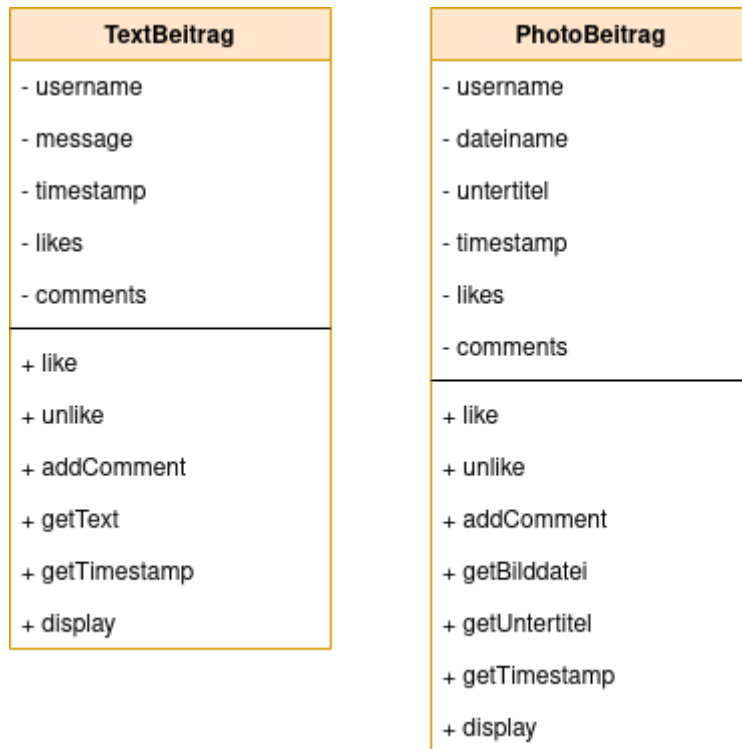 TextBeitrag
- username
- message
- timestamp
- likes
- comments
+ like
+ unlike
+ addComment
+ getText
+ getTimestamp
+ display
PhotoBeitrag
- username
- dateiname
- untertitel
- timestamp
- likes
- comments
+ like
+ unlike
+ addComment
+ getBilddatei
+ getUntertitel
+ getTimestamp
+ display